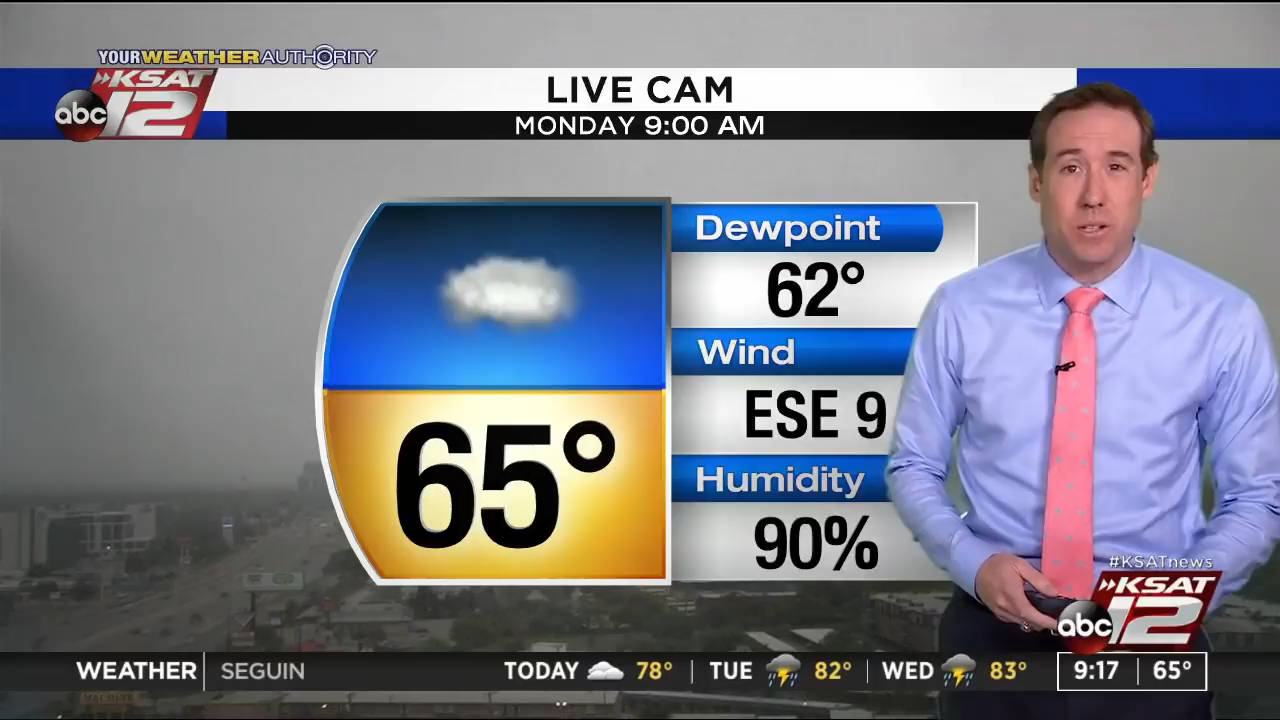 YOUR WEATHER AUTHORITY
KSAT
abc 12
LIVE CAM
MONDAY 9:00 AM
Dewpoint
62°
Wind
ESE 9
65°
Humidity
90%
#KSATnews
KSAT
abc 12
WEATHER SEGUIN TODAY 78° TUE 82° WED 83° 9:17 65°